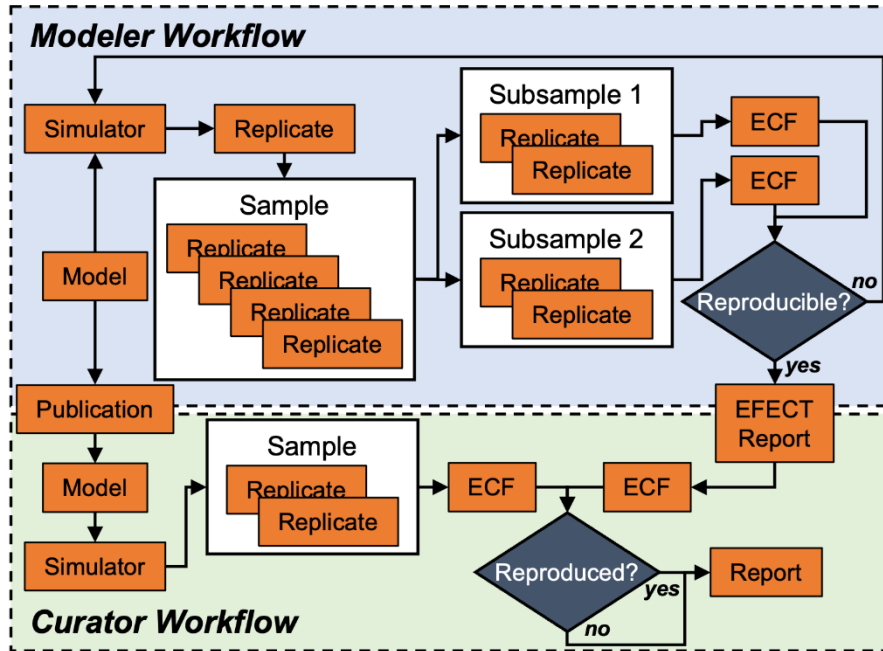 Modeler Workflow
Simulator
Replicate
Subsample 1
Replicate
Replicate
ECF
ECF
Sample
Replicate
Replicate
Replicate
Replicate
Subsample 2
Replicate
Replicate
Model
Reproducible?
no
yes
Publication
EFECT
Report
Model
Sample
Replicate
Replicate
ECF
ECF
Simulator
Reproduced?
yes
no
Report
Curator Workflow